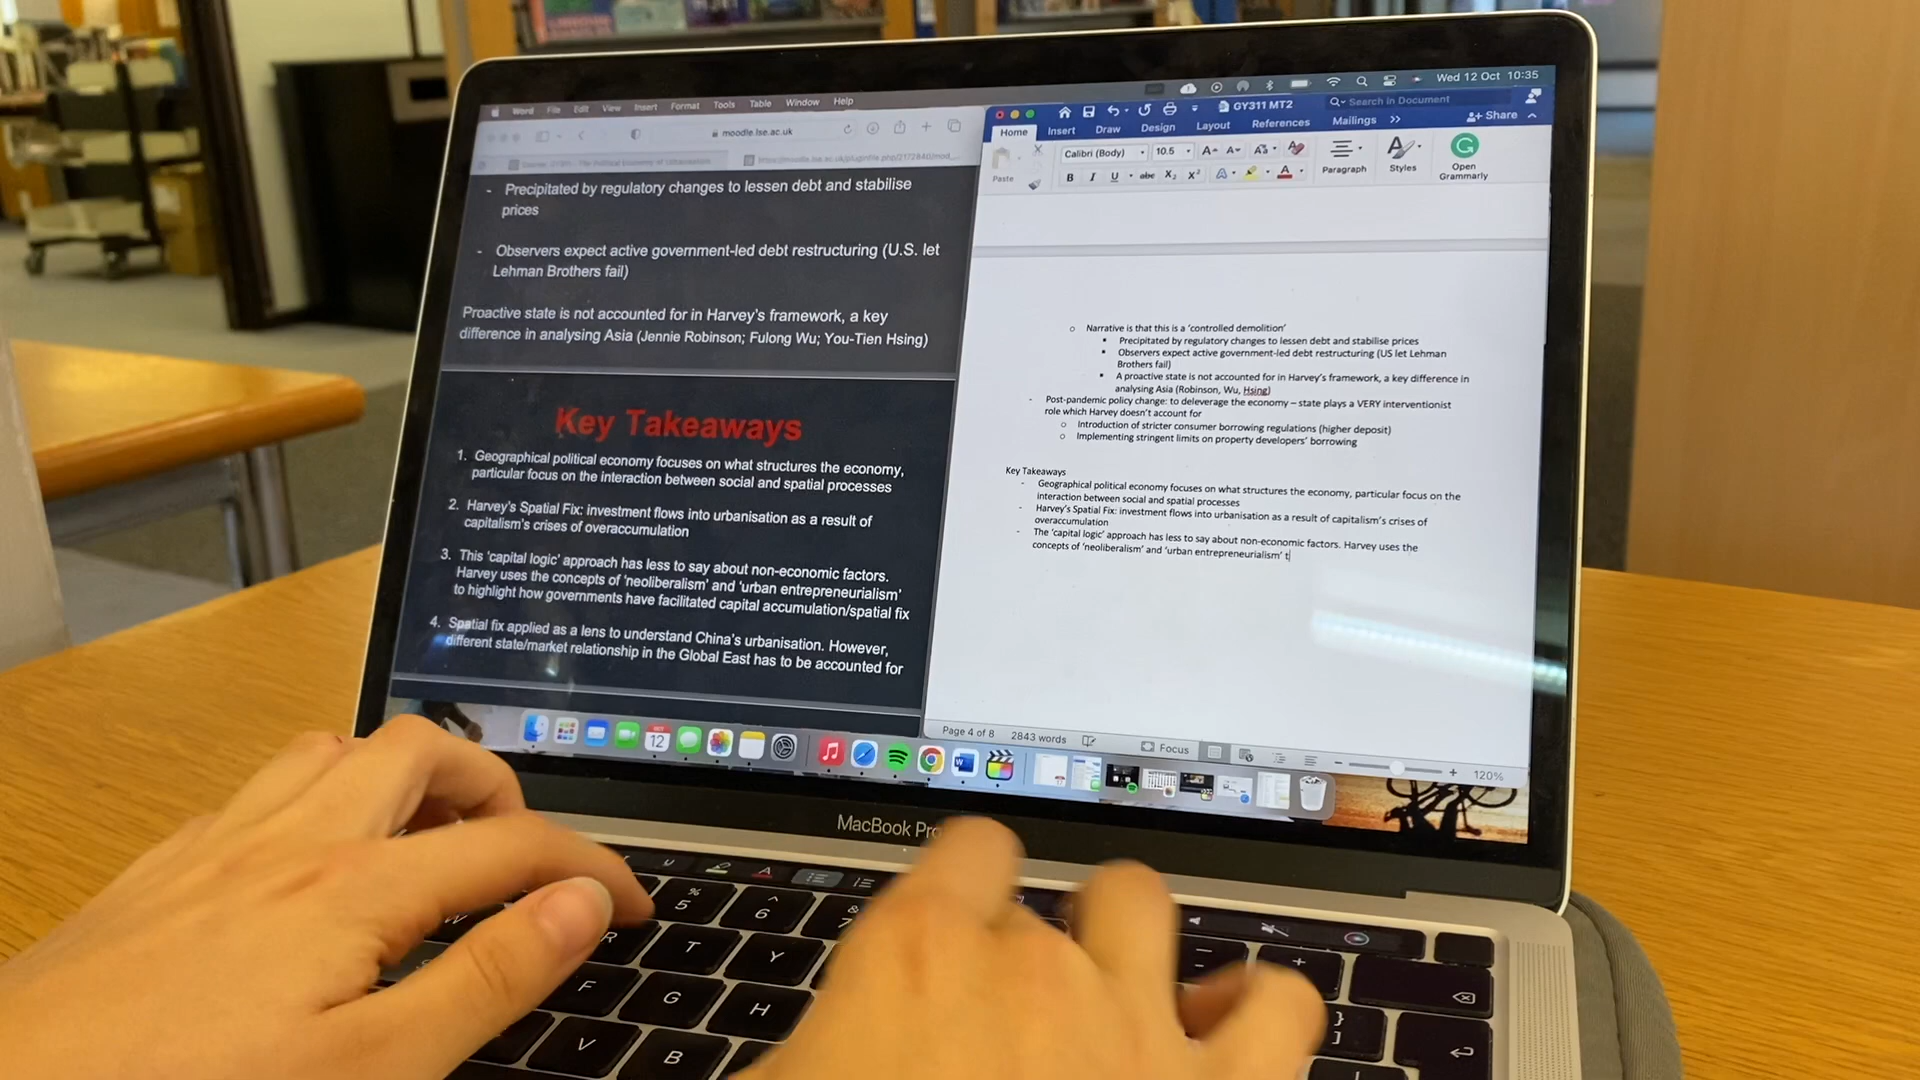 Word File Edit View Insert Format Tools Table Window Help
Wed 12 Oct 10:35
moodle.lse.ac.uk
- Precipitated by regulatory changes to lessen debt and stabilise
prices
- Observers expect active government-led debt restructuring (U.S. let
Lehman Brothers fail)
Proactive state is not accounted for in Harvey's framework, a key
difference in analysing Asia (Jennie Robinson; Fulong Wu; You-Tien Hsing)
Key Takeaways
1. Geographical political economy focuses on what structures the economy,
particular focus on the interaction between social and spatial processes
2. Harvey's Spatial Fix: investment flows into urbanisation as a result of
capitalism's crises of overaccumulation
3. This 'capital logic' approach has less to say about non-economic factors.
Harvey uses the concepts of 'neoliberalism' and 'urban entrepreneurialism'
to highlight how governments have facilitated capital accumulation/spatial fix
4. Spatial fix applied as a lens to understand China's urbanisation. However,
different state/market relationship in the Global East has to be accounted for
GY311 MT2
Search in Document
Home Insert Draw Design Layout References Mailings >> Share
Paste
Calibri (Body) 10.5
B I U abc X₂ X²
Paragraph
Styles
Open
Grammarly
o Narrative is that this is a 'controlled demolition'
▪ Precipitated by regulatory changes to lessen debt and stabilise prices
▪ Observers expect active government-led debt restructuring (US let Lehman
Brothers fail)
▪ A proactive state is not accounted for in Harvey's framework, a key difference in
analysing Asia (Robinson, Wu, Hsing)
- Post-pandemic policy change: to deleverage the economy – state plays a VERY interventionist
role which Harvey doesn't account for
o Introduction of stricter consumer borrowing regulations (higher deposit)
o Implementing stringent limits on property developers' borrowing
Key Takeaways
- Geographical political economy focuses on what structures the economy, particular focus on the
interaction between social and spatial processes
- Harvey's Spatial Fix: investment flows into urbanisation as a result of capitalism's crises of
overaccumulation
- The 'capital logic' approach has less to say about non-economic factors. Harvey uses the
concepts of 'neoliberalism' and 'urban entrepreneurialism' t
Page 4 of 8 2843 words
Focus
120%
12
MacBook Pro
% 5
^ 6
& 7
W R T Y
F G H
V B
- +
} ]